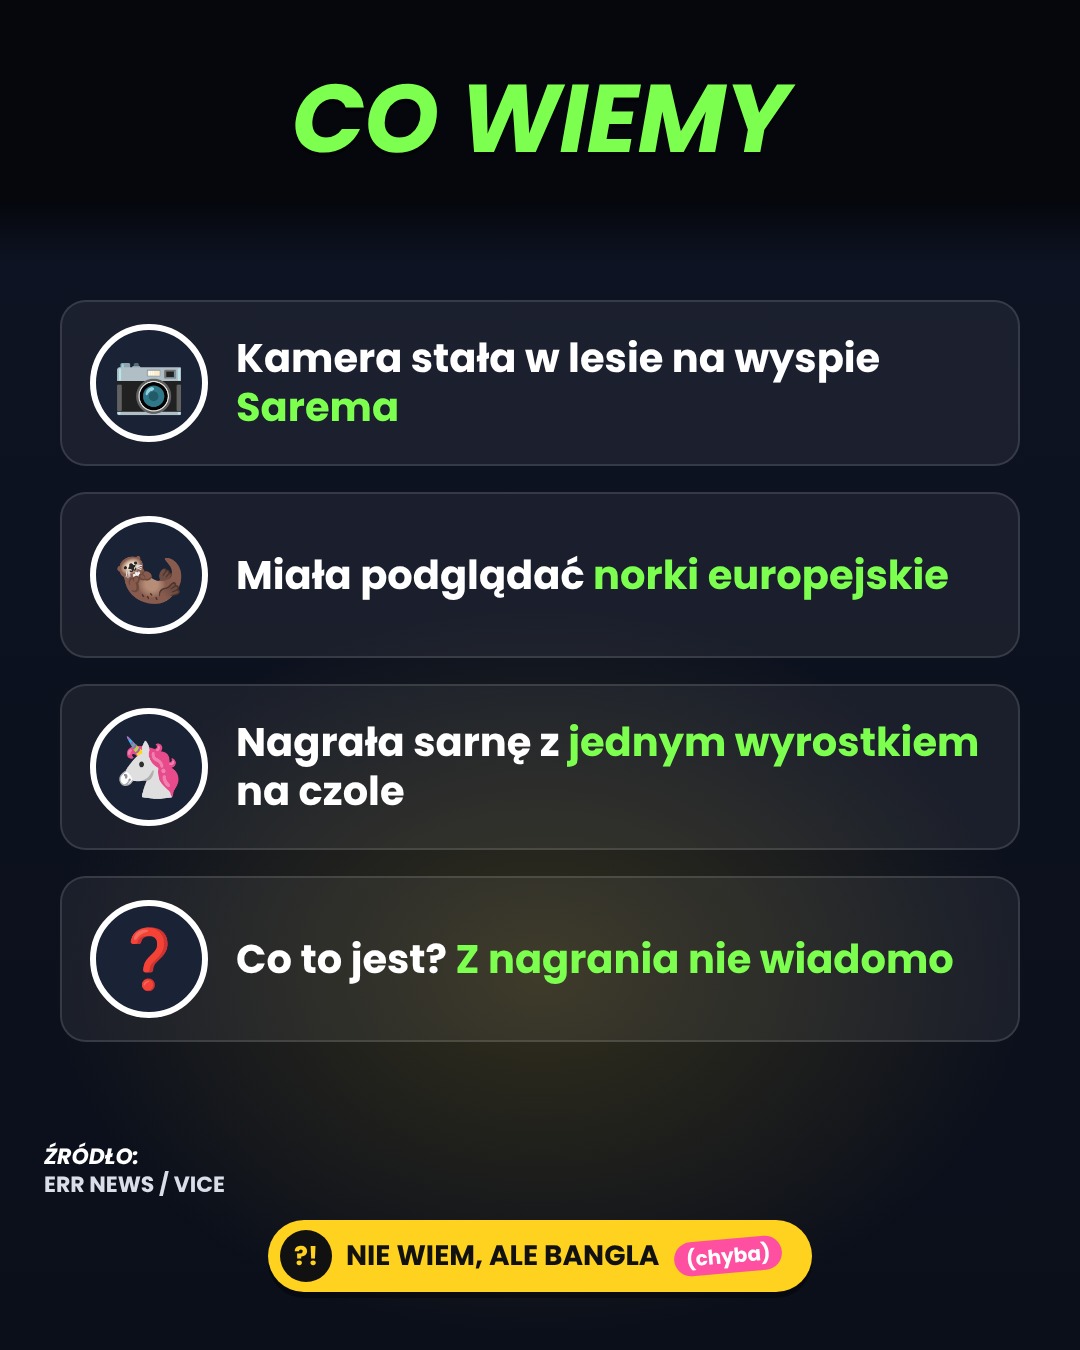 CO WIEMY
Kamera stała w lesie na wyspie
Sarema
Miała podglądać norki europejskie
Nagrała sarnę z jednym wyrostkiem
na czole
Co to jest? Z nagrania nie wiadomo
ŹRÓDŁO:
ERR NEWS / VICE
?! NIE WIEM, ALE BANGLA (chyba)